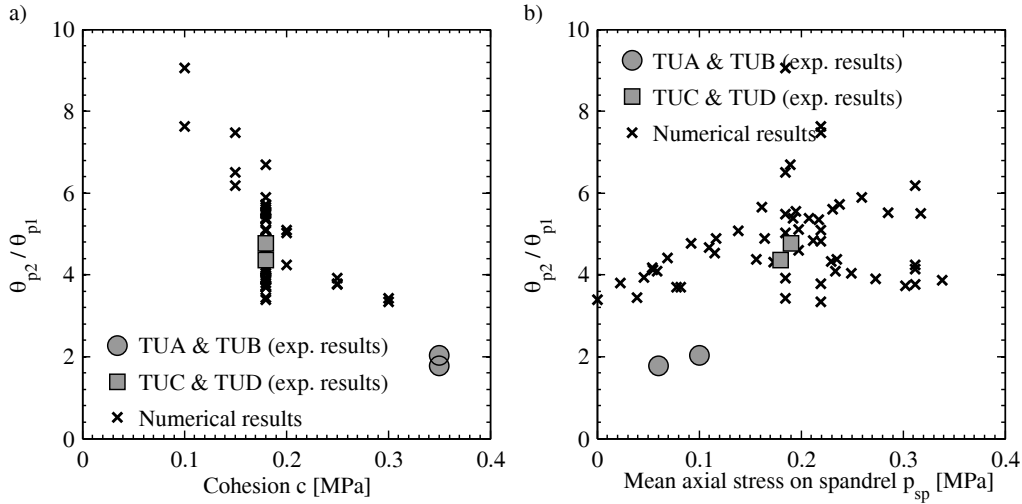 a)
10
8
6
4
2
0
θp2 / θp1
TUA & TUB (exp. results)
TUC & TUD (exp. results)
Numerical results
0
0.1
0.2
0.3
0.4
Cohesion c [MPa]
b)
10
8
6
4
2
0
θp2 / θp1
TUA & TUB (exp. results)
TUC & TUD (exp. results)
Numerical results
0
0.1
0.2
0.3
0.4
Mean axial stress on spandrel psp [MPa]